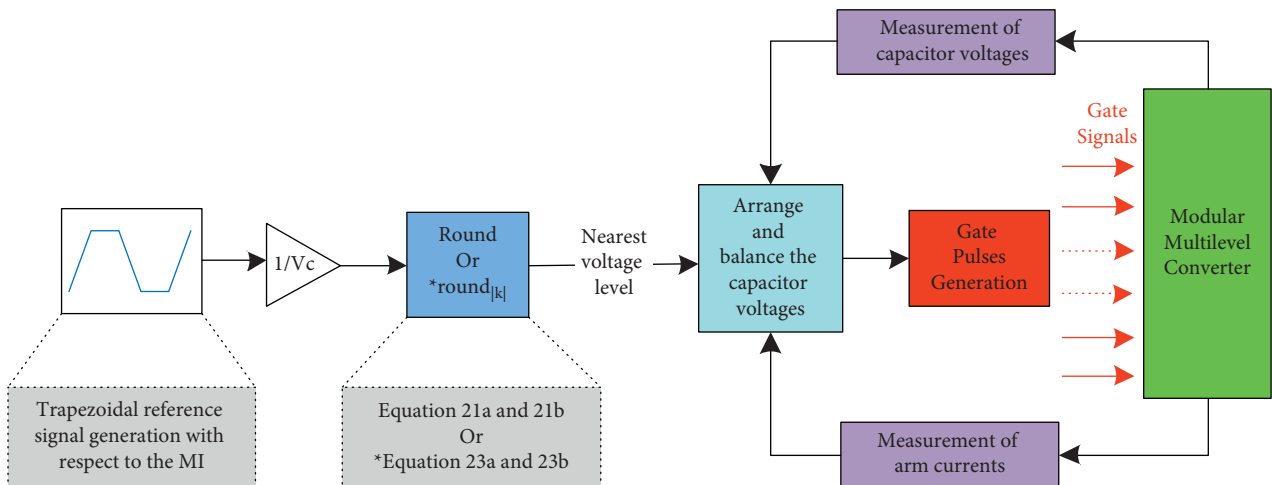 Measurement of
capacitor voltages
Gate
Signals
1/Vc
Round
Or
*round|k|
Nearest
voltage
level
Arrange
and
balance the
capacitor
voltages
Gate
Pulses
Generation
Modular
Multilevel
Converter
Trapezoidal reference
signal generation with
respect to the MI
Equation 21a and 21b
Or
*Equation 23a and 23b
Measurement of
arm currents